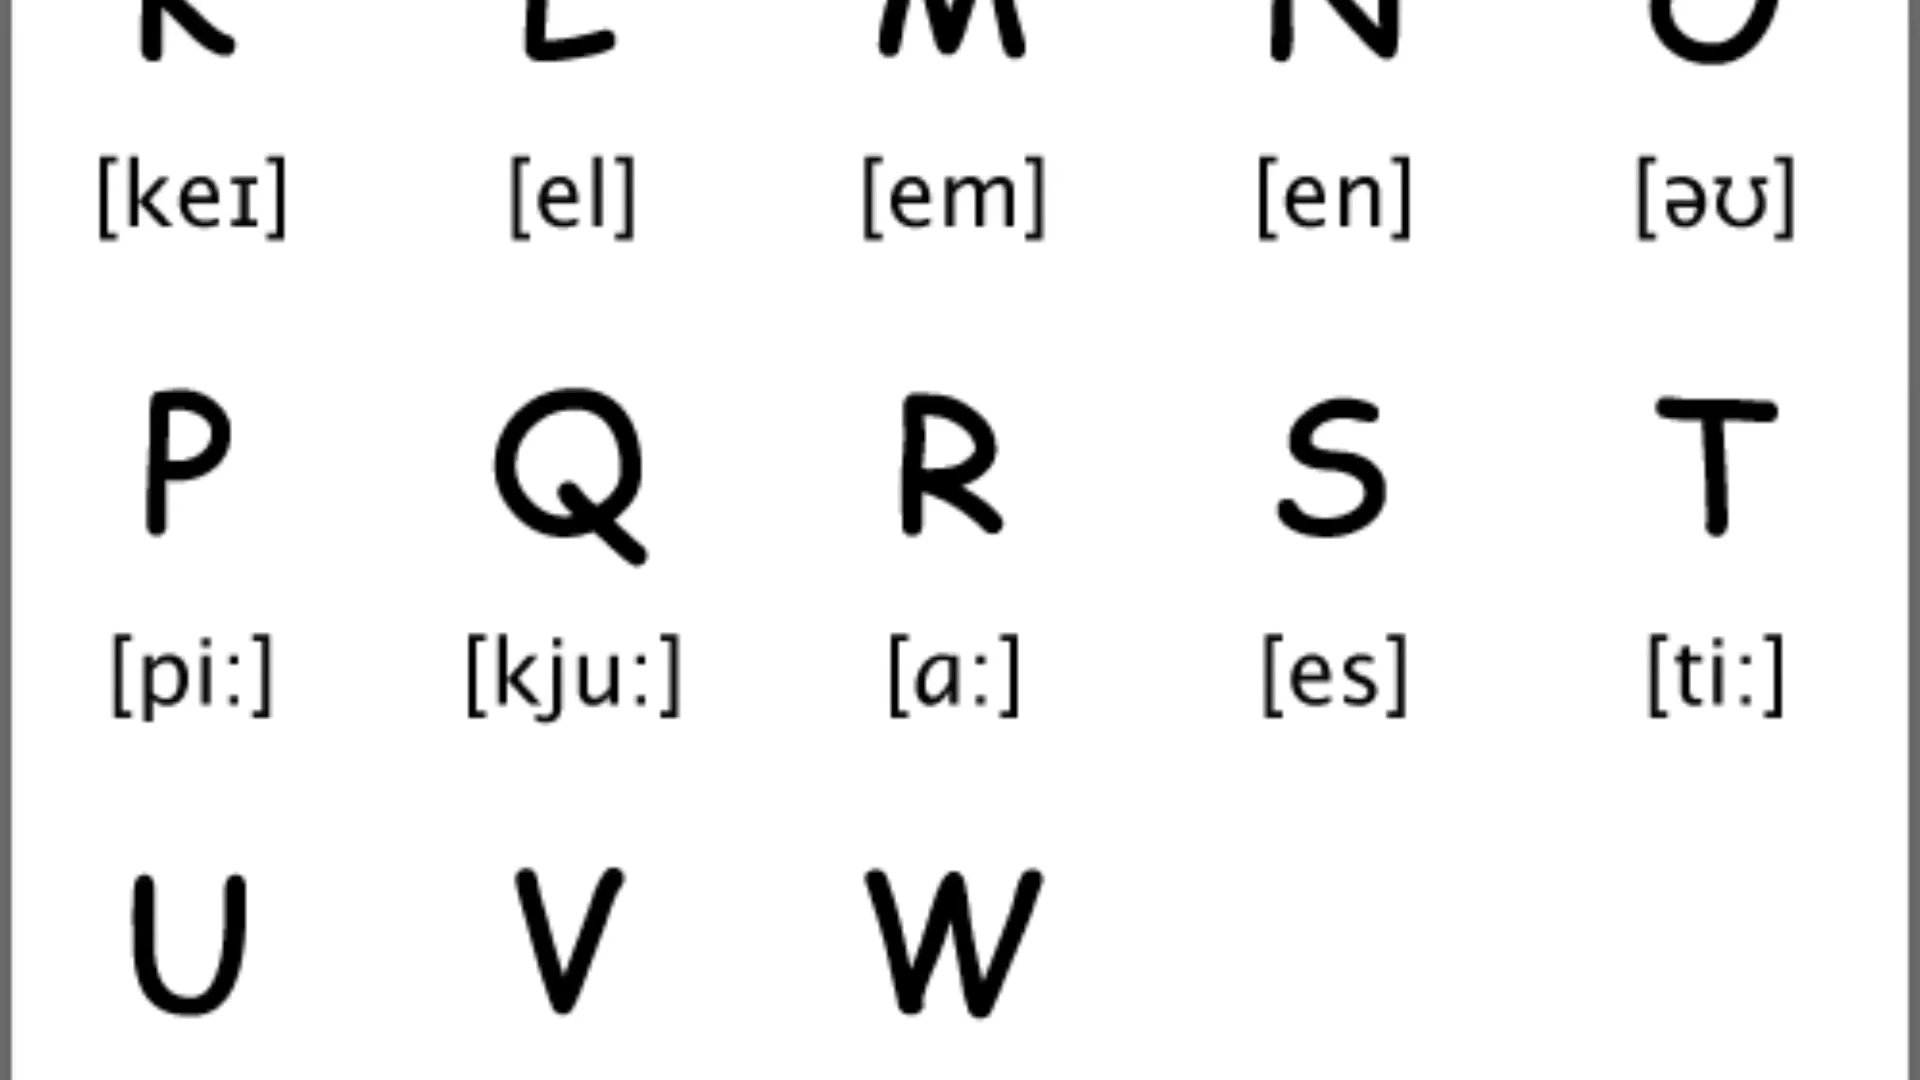 K L M N O
[keɪ] [el] [em] [en] [əʊ]
P Q R S T
[pi:] [kju:] [a:] [es] [ti:]
U V W